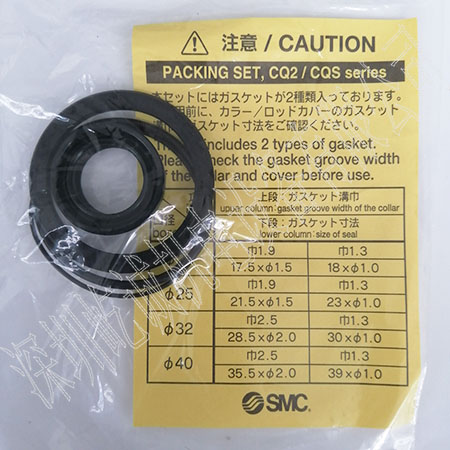 注意 / CAUTION
PACKING SET, CQ2 / CQS series
本セットにはガスケットが2種類入っております。
用前に、カラー/ロッドカバーのガスケット
ガスケット寸法をご確認ください。
includes 2 types of gasket.
check the gasket groove width
of the collar and cover before use.
上段:ガスケット溝巾
upper column: gasket groove width of the collar
径 下段:ガスケット寸法
lower column: size of seal
巾1.9 巾1.3
17.5×φ1.5 18×φ1.0
φ25 巾1.9 巾1.3
21.5×φ1.5 23×φ1.0
φ32 巾2.5 巾1.3
28.5×φ2.0 30×φ1.0
φ40 巾2.5 巾1.3
35.5×φ2.0 39×φ1.0
SMC